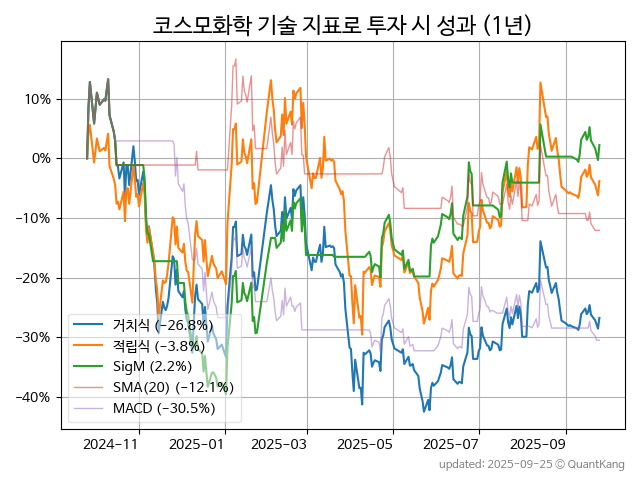 코스모화학 기술 지표로 투자 시 성과 (1년)
10%
0%
−10%
−20%
−30%
−40%
거치식 (−26.8%)
적립식 (−3.8%)
SigM (2.2%)
SMA(20) (−12.1%)
MACD (−30.5%)
2024−11
2025−01
2025−03
2025−05
2025−07
2025−09
updated: 2025-09-25 © QuantKang